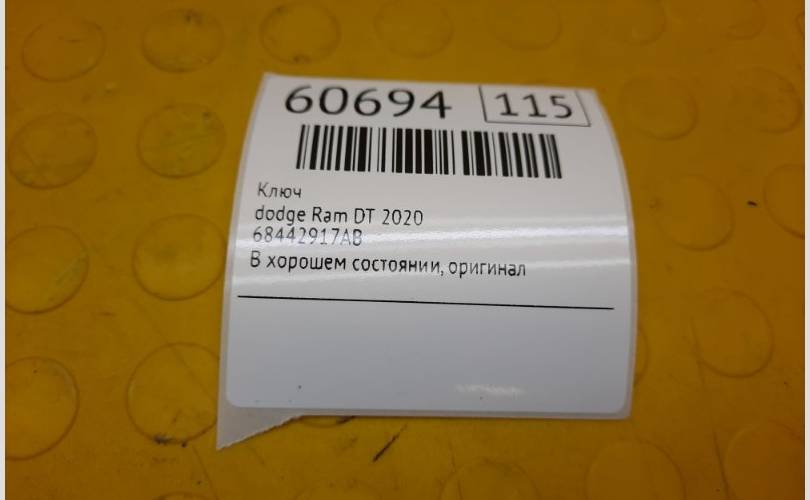 60694 115
Ключ
dodge Ram DT 2020
68442917AB
В хорошем состоянии, оригинал